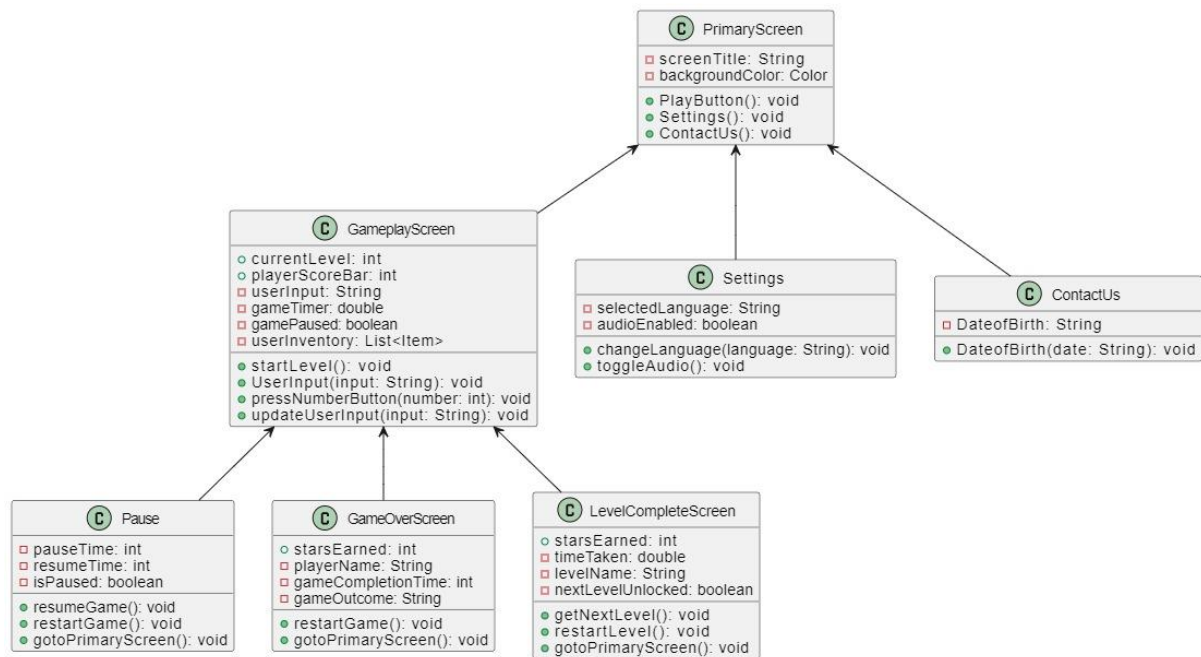 C PrimaryScreen
screenTitle: String
backgroundColor: Color
PlayButton(): void
Settings(): void
ContactUs(): void
C GameplayScreen
currentLevel: int
playerScoreBar: int
userInput: String
gameTimer: double
gamePaused: boolean
userInventory: List<Item>
startLevel(): void
UserInput(input: String): void
pressNumberButton(number: int): void
updateUserInput(input: String): void
C Settings
selectedLanguage: String
audioEnabled: boolean
changeLanguage(language: String): void
toggleAudio(): void
C ContactUs
DateofBirth: String
DateofBirth(date: String): void
C Pause
pauseTime: int
resumeTime: int
isPaused: boolean
resumeGame(): void
restartGame(): void
gotoPrimaryScreen(): void
C GameOverScreen
starsEarned: int
playerName: String
gameCompletionTime: int
gameOutcome: String
restartGame(): void
gotoPrimaryScreen(): void
C LevelCompleteScreen
starsEarned: int
timeTaken: double
levelName: String
nextLevelUnlocked: boolean
getNextLevel(): void
restartLevel(): void
gotoPrimaryScreen(): void